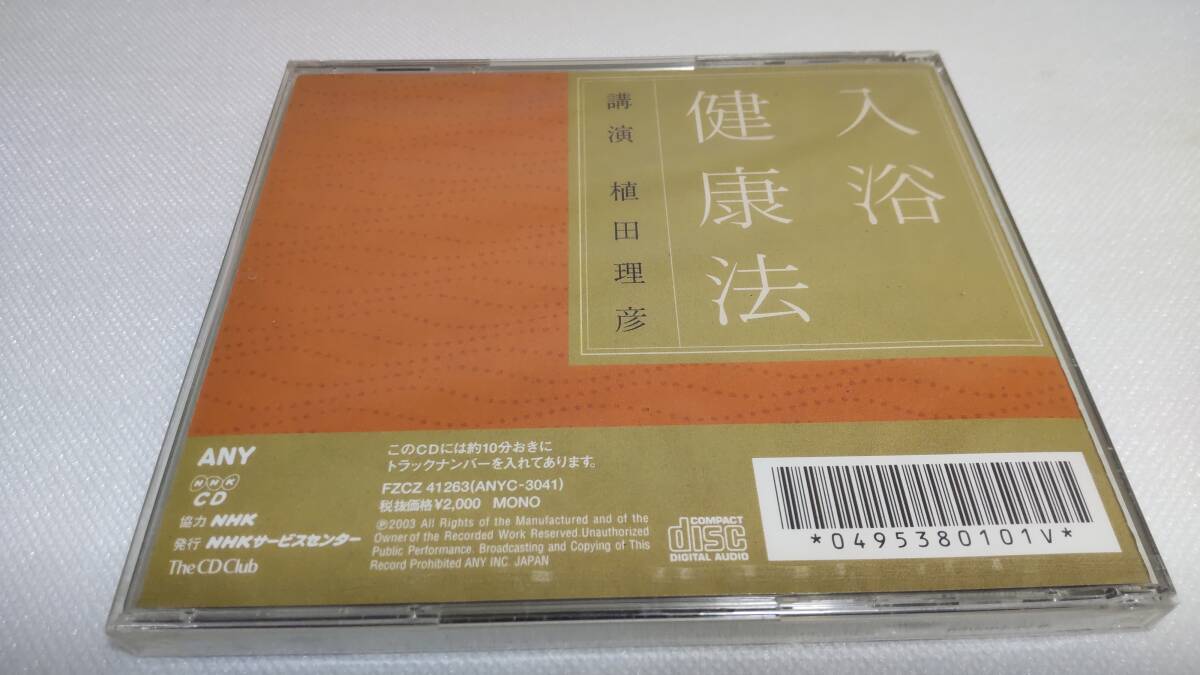 入浴
健康法
講演 植田理彦
ANY
NHK
CD
協力 NHK
発行 NHKサービスセンター
The CD Club
このCDには約10分おきに
トラックナンバーを入れてあります。
FZCZ 41263(ANYC-3041)
税抜価格¥2,000 MONO
Ⓟ2003 All Rights of the Manufactured and of the
Owner of the Recorded Work Reserved.Unauthorized
Public Performance. Broadcasting and Copying of This
Record Prohibited ANY INC. JAPAN
COMPACT
disc
DIGITAL AUDIO
*0495380101V*